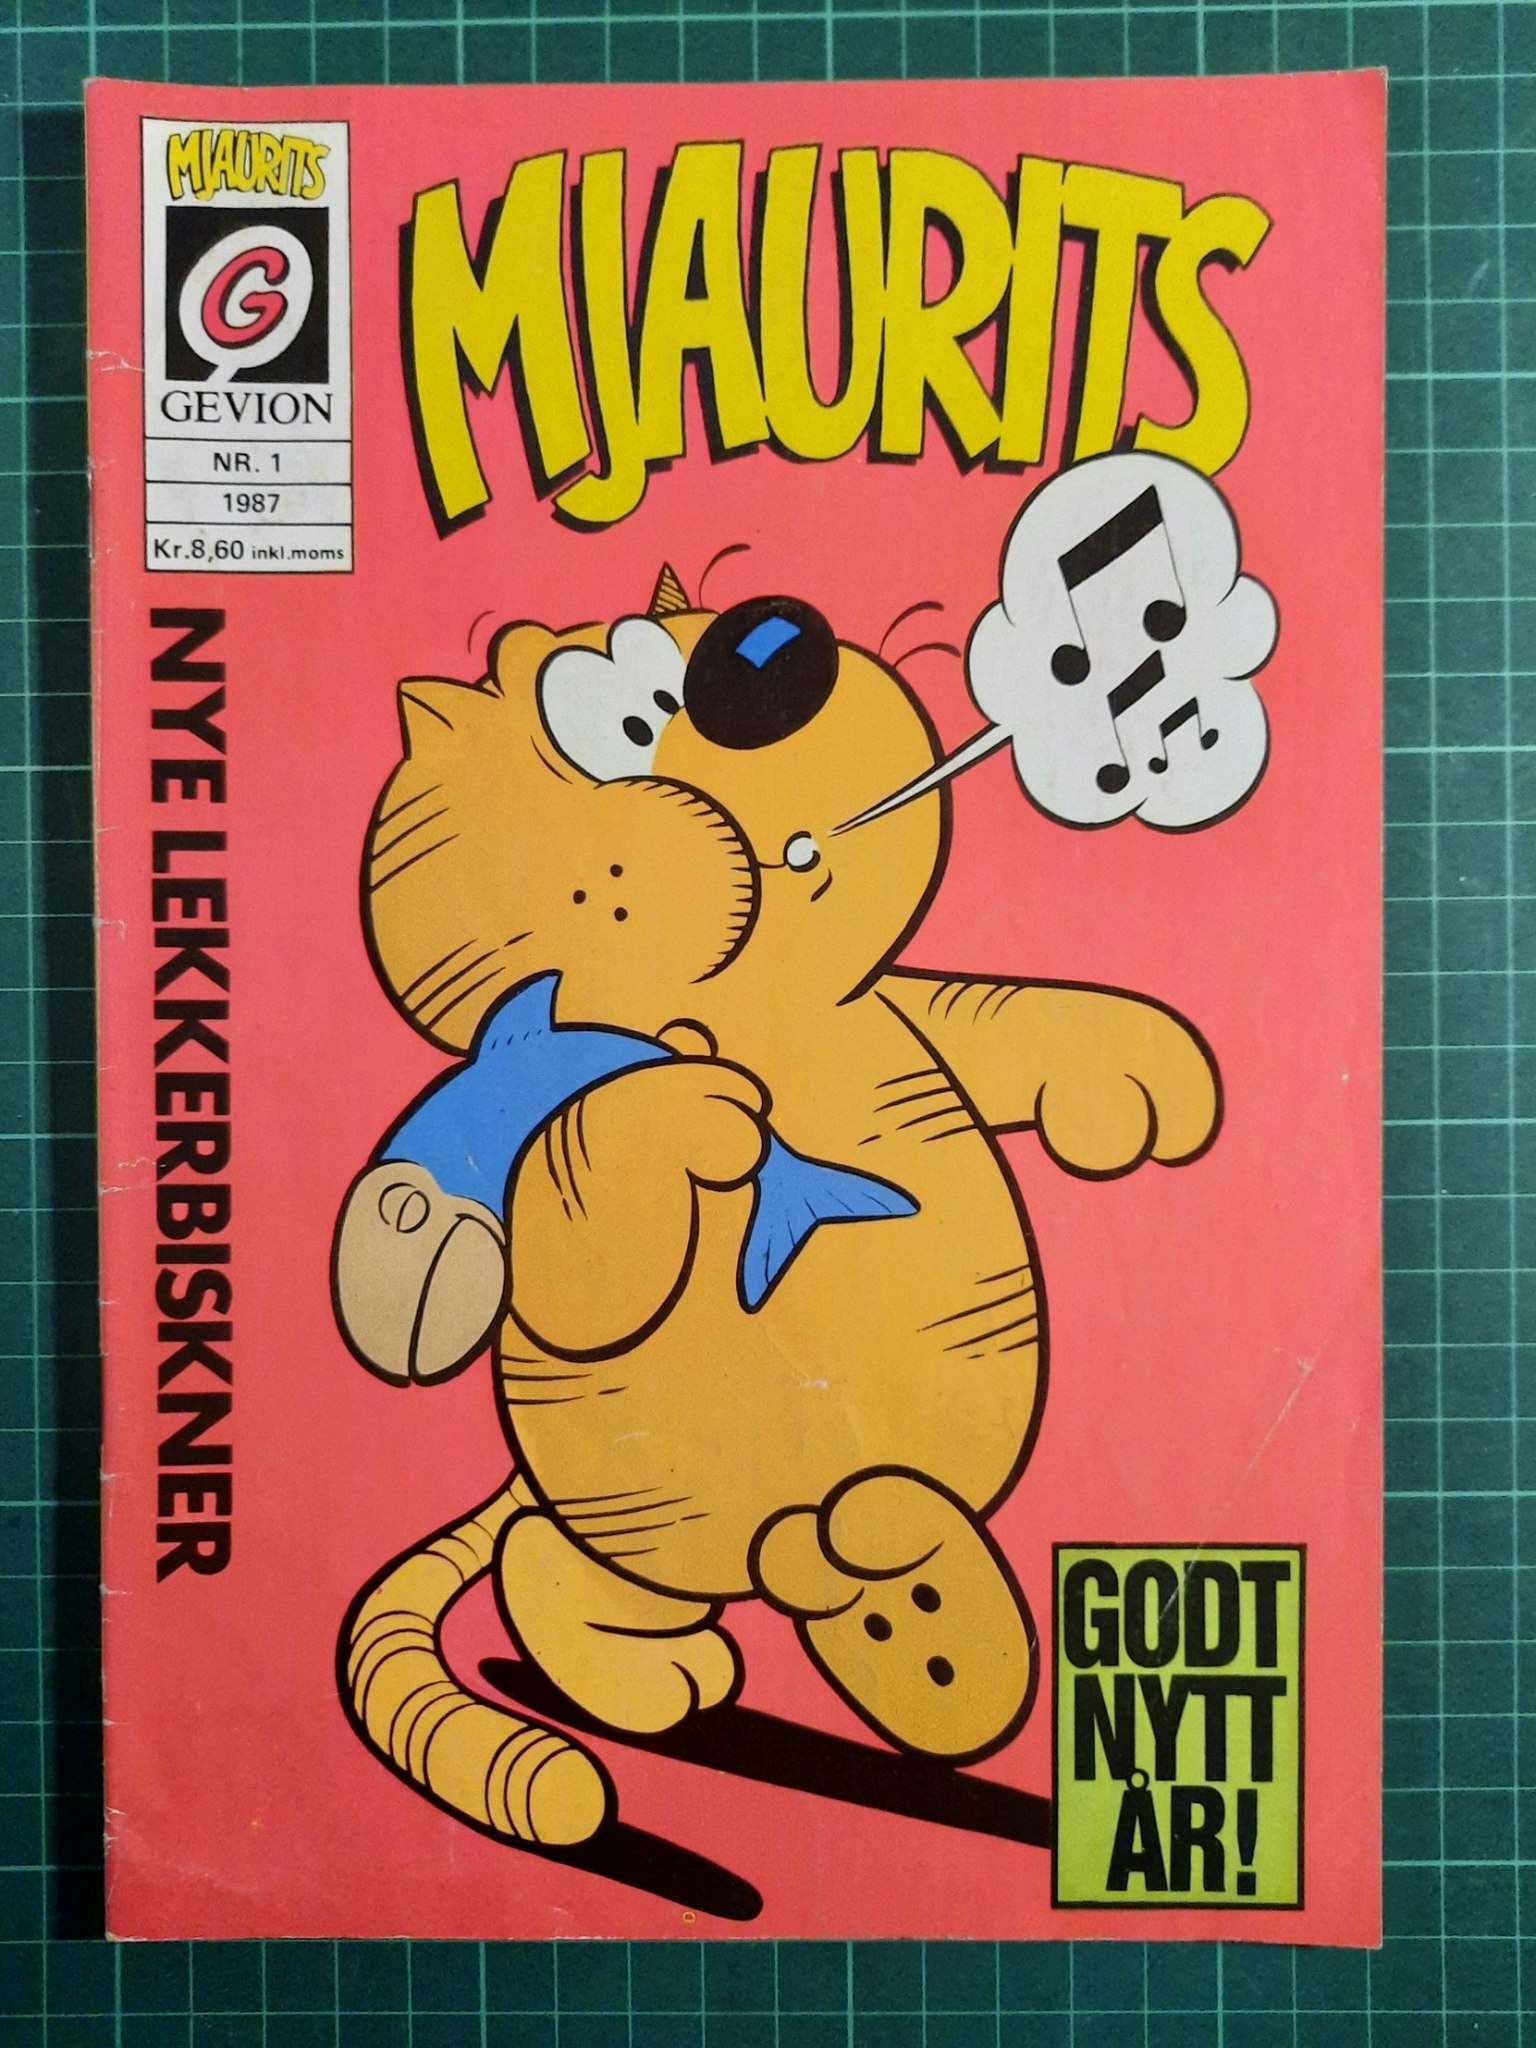 MJAURITS
G
GEVION
NR. 1
1987
Kr.8,60 inkl.moms
MJAURITS
NYE LEKKERBISKNER
GODT
NYTT
ÅR!